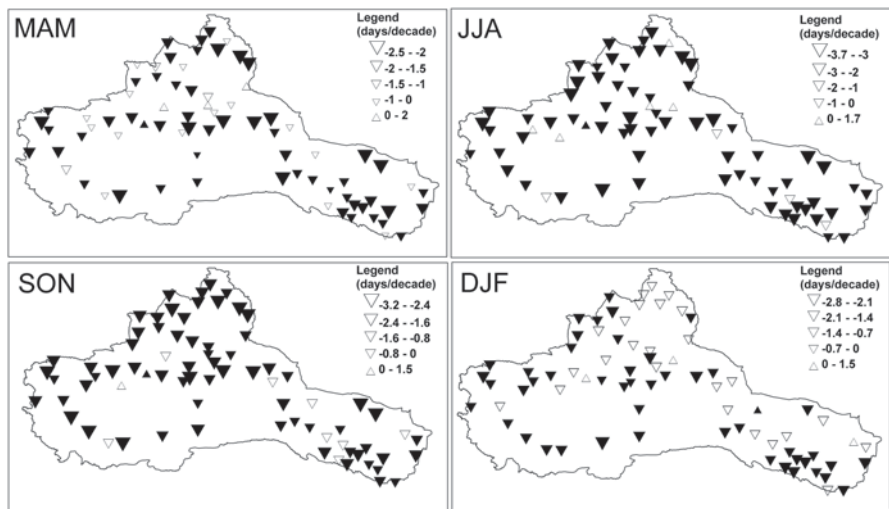 MAM
Legend
(days/decade)
-2.5 - -2
-2 - -1.5
-1.5 - -1
-1 - 0
0 - 2
JJA
Legend
(days/decade)
-3.7 - -3
-3 - -2
-2 - -1
-1 - 0
0 - 1.7
SON
Legend
(days/decade)
-3.2 - -2.4
-2.4 - -1.6
-1.6 - -0.8
-0.8 - 0
0 - 1.5
DJF
Legend
(days/decade)
-2.8 - -2.1
-2.1 - -1.4
-1.4 - -0.7
-0.7 - 0
0 - 1.5